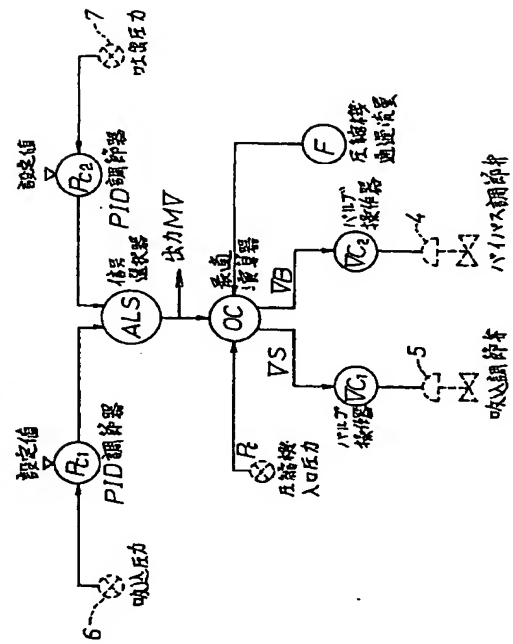 7
吐出圧力
設定値
PC2
PID調節器
信号
選択器
ALS
出力MV
設定値
PC1
PID調節器
6
吸込圧力
最適
演算器
OC
F
圧縮機
通過流量
Pc
圧縮機
入口圧力
VB
VS
バルブ
操作器
VC2
VC1
バルブ
操作器
4
5
バイパス調節弁
吸込調節弁